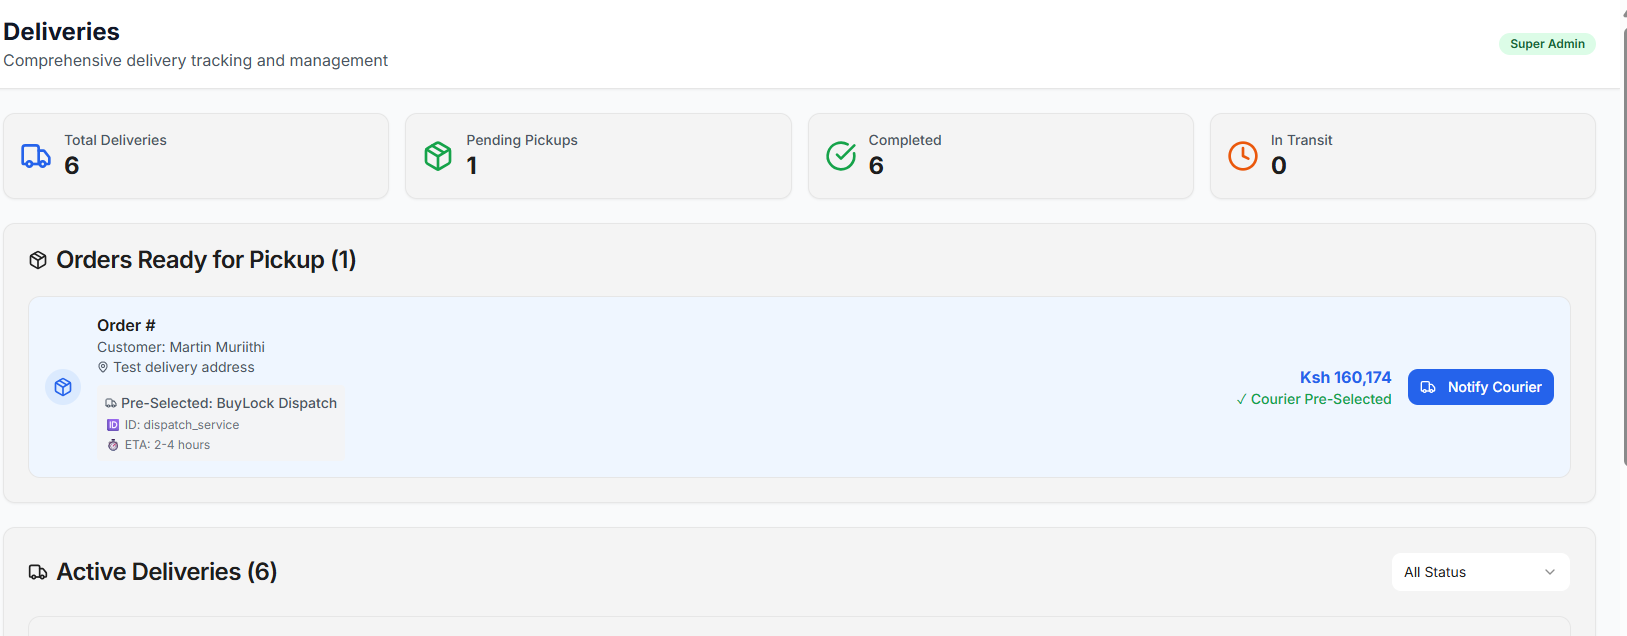 Deliveries
Comprehensive delivery tracking and management
Super Admin
Total Deliveries
6
Pending Pickups
1
Completed
6
In Transit
0
Orders Ready for Pickup (1)
Order #
Customer: Martin Muriithi
Test delivery address
Pre-Selected: BuyLock Dispatch
🆔 ID: dispatch_service
⏱ ETA: 2-4 hours
Ksh 160,174
✓ Courier Pre-Selected
Notify Courier
Active Deliveries (6)
All Status